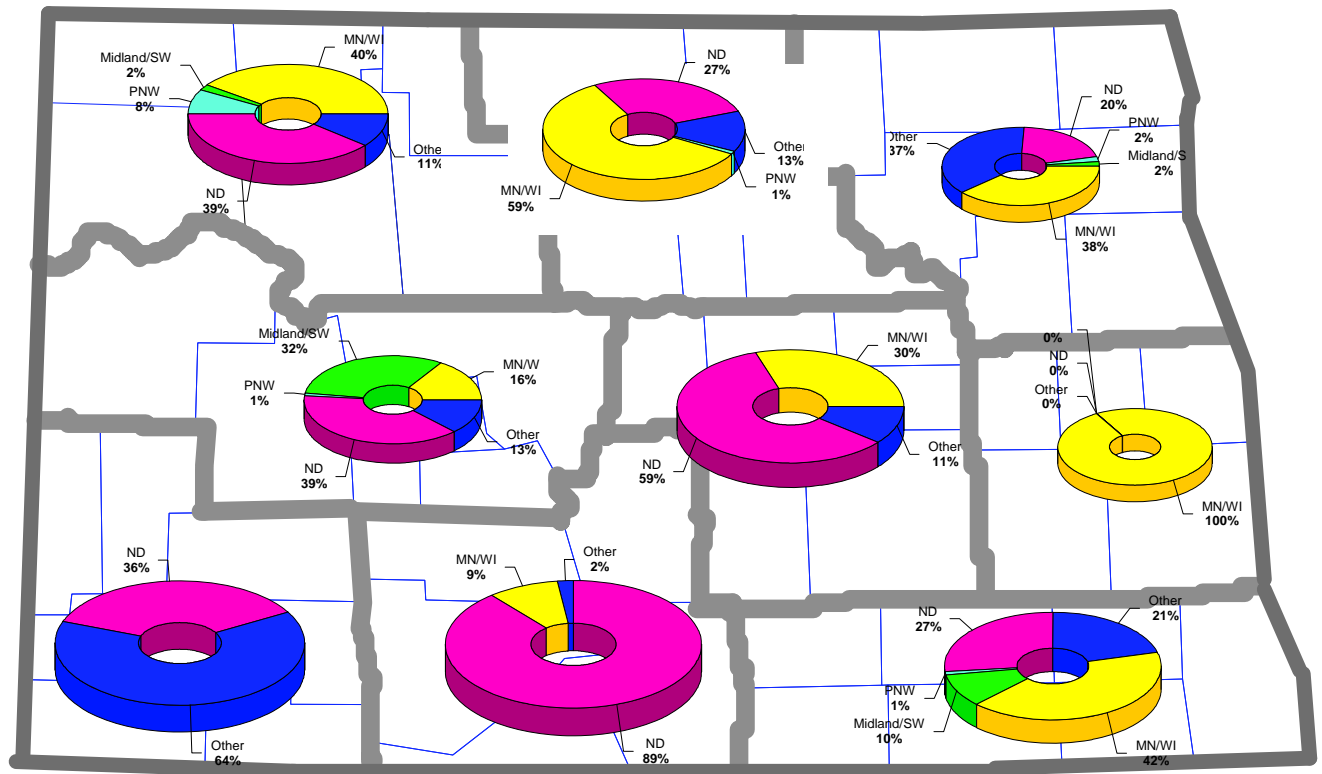 Midland/SW
2%
MN/WI
40%
PNW
8%
Othe
11%
ND
39%
ND
27%
Other
13%
PNW
1%
MN/WI
59%
ND
20%
PNW
2%
Midland/S
2%
Other
37%
MN/WI
38%
Midland/SW
32%
MN/W
16%
PNW
1%
Other
13%
ND
39%
MN/WI
30%
Other
11%
ND
59%
0%
ND
0%
Other
0%
MN/WI
100%
ND
36%
Other
64%
MN/WI
9%
Other
2%
ND
89%
ND
27%
Other
21%
PNW
1%
Midland/SW
10%
MN/WI
42%